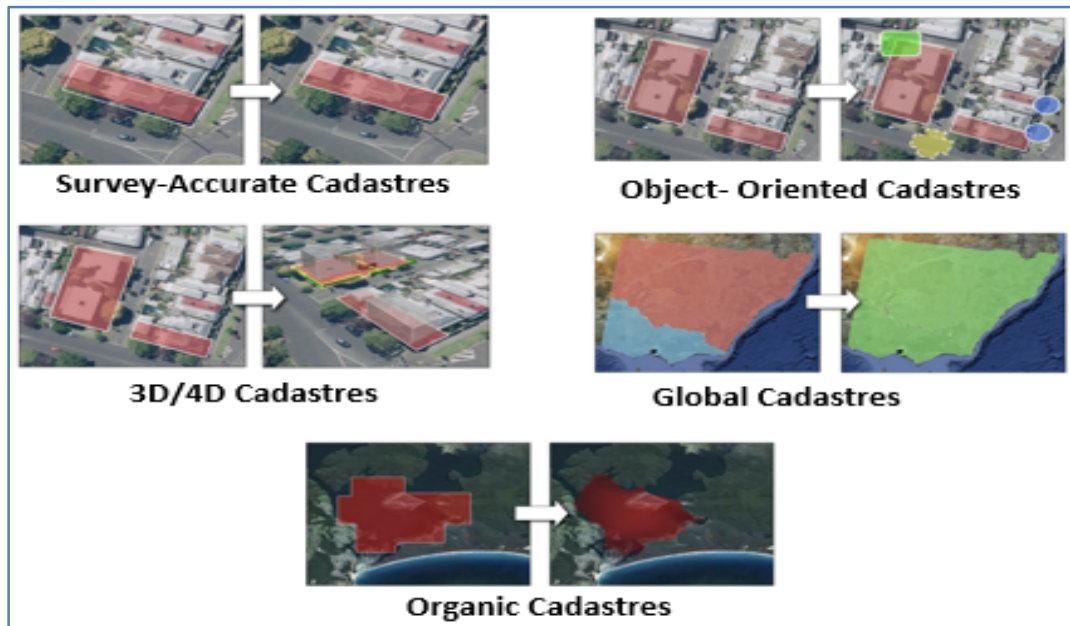 Survey-Accurate Cadastres
Object- Oriented Cadastres
3D/4D Cadastres
Global Cadastres
Organic Cadastres